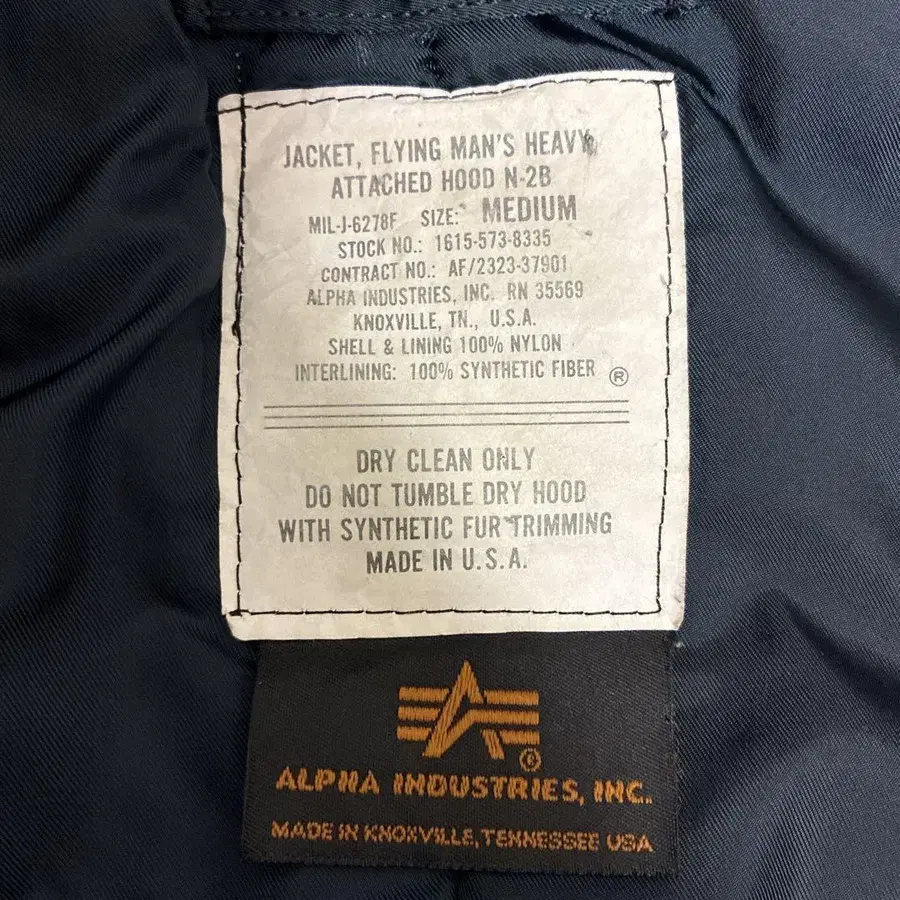 JACKET, FLYING MAN'S HEAVY
ATTACHED HOOD N-2B
MIL-J-6278F SIZE: MEDIUM
STOCK NO.: 1615-573-8335
CONTRACT NO.: AF/2323-37901
ALPHA INDUSTRIES, INC. RN 35569
KNOXVILLE, TN., U.S.A.
SHELL & LINING 100% NYLON
INTERLINING: 100% SYNTHETIC FIBER ®
DRY CLEAN ONLY
DO NOT TUMBLE DRY HOOD
WITH SYNTHETIC FUR TRIMMING
MADE IN U.S.A.
®
ALPHA INDUSTRIES, INC.
MADE IN KNOXVILLE, TENNESSEE USA